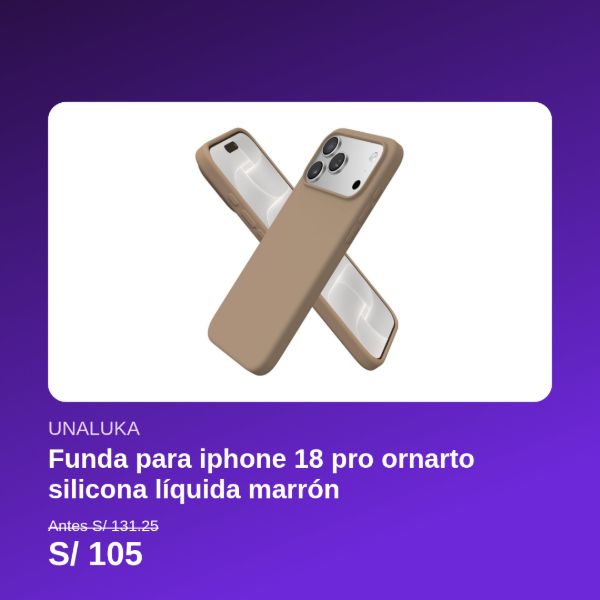 UNALUKA
Funda para iphone 18 pro ornarto
silicona líquida marrón
Antes S/ 131.25
S/ 105